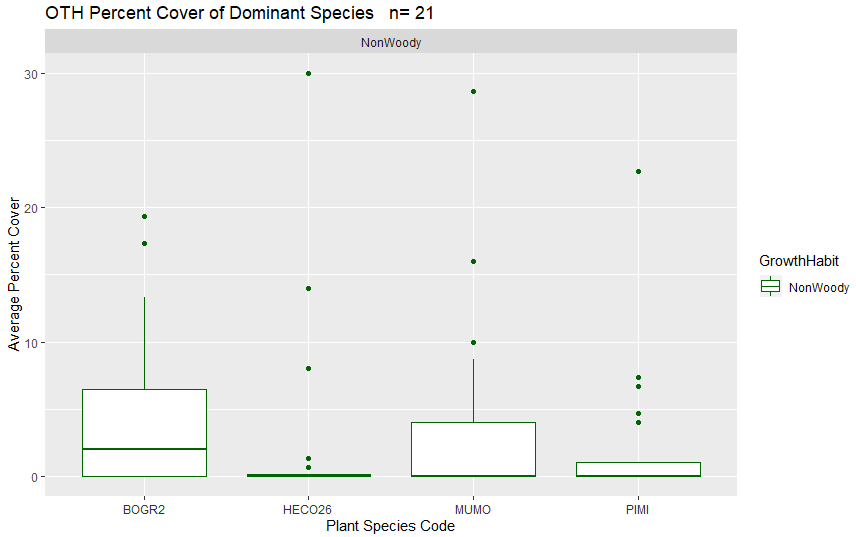 OTH Percent Cover of Dominant Species   n= 21
NonWoody
30
20
10
0
Average Percent Cover
BOGR2 HECO26 MUMO PIMI
Plant Species Code
GrowthHabit
NonWoody